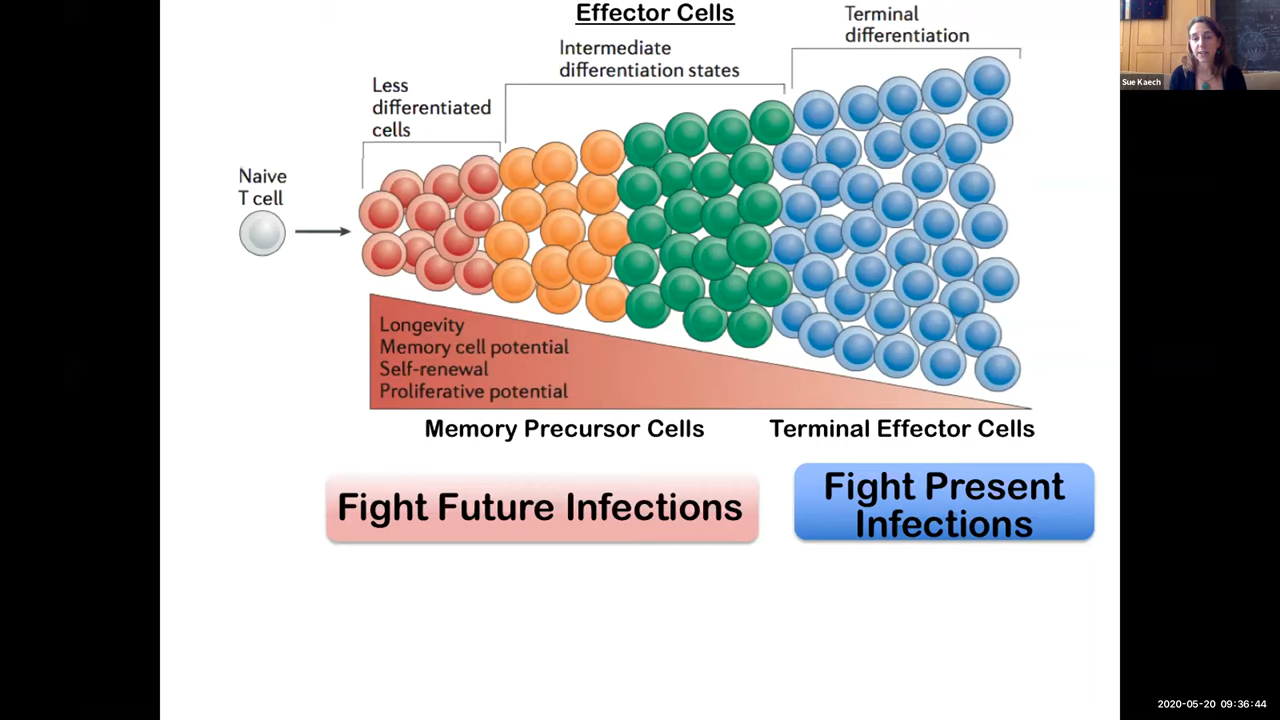 Effector Cells
Terminal
differentiation
Intermediate
differentiation states
Less
differentiated
cells
Naive
T cell
Longevity
Memory cell potential
Self-renewal
Proliferative potential
Memory Precursor Cells
Terminal Effector Cells
Fight Future Infections
Fight Present
Infections
Sue Kaech
2020-05-20 09:36:44